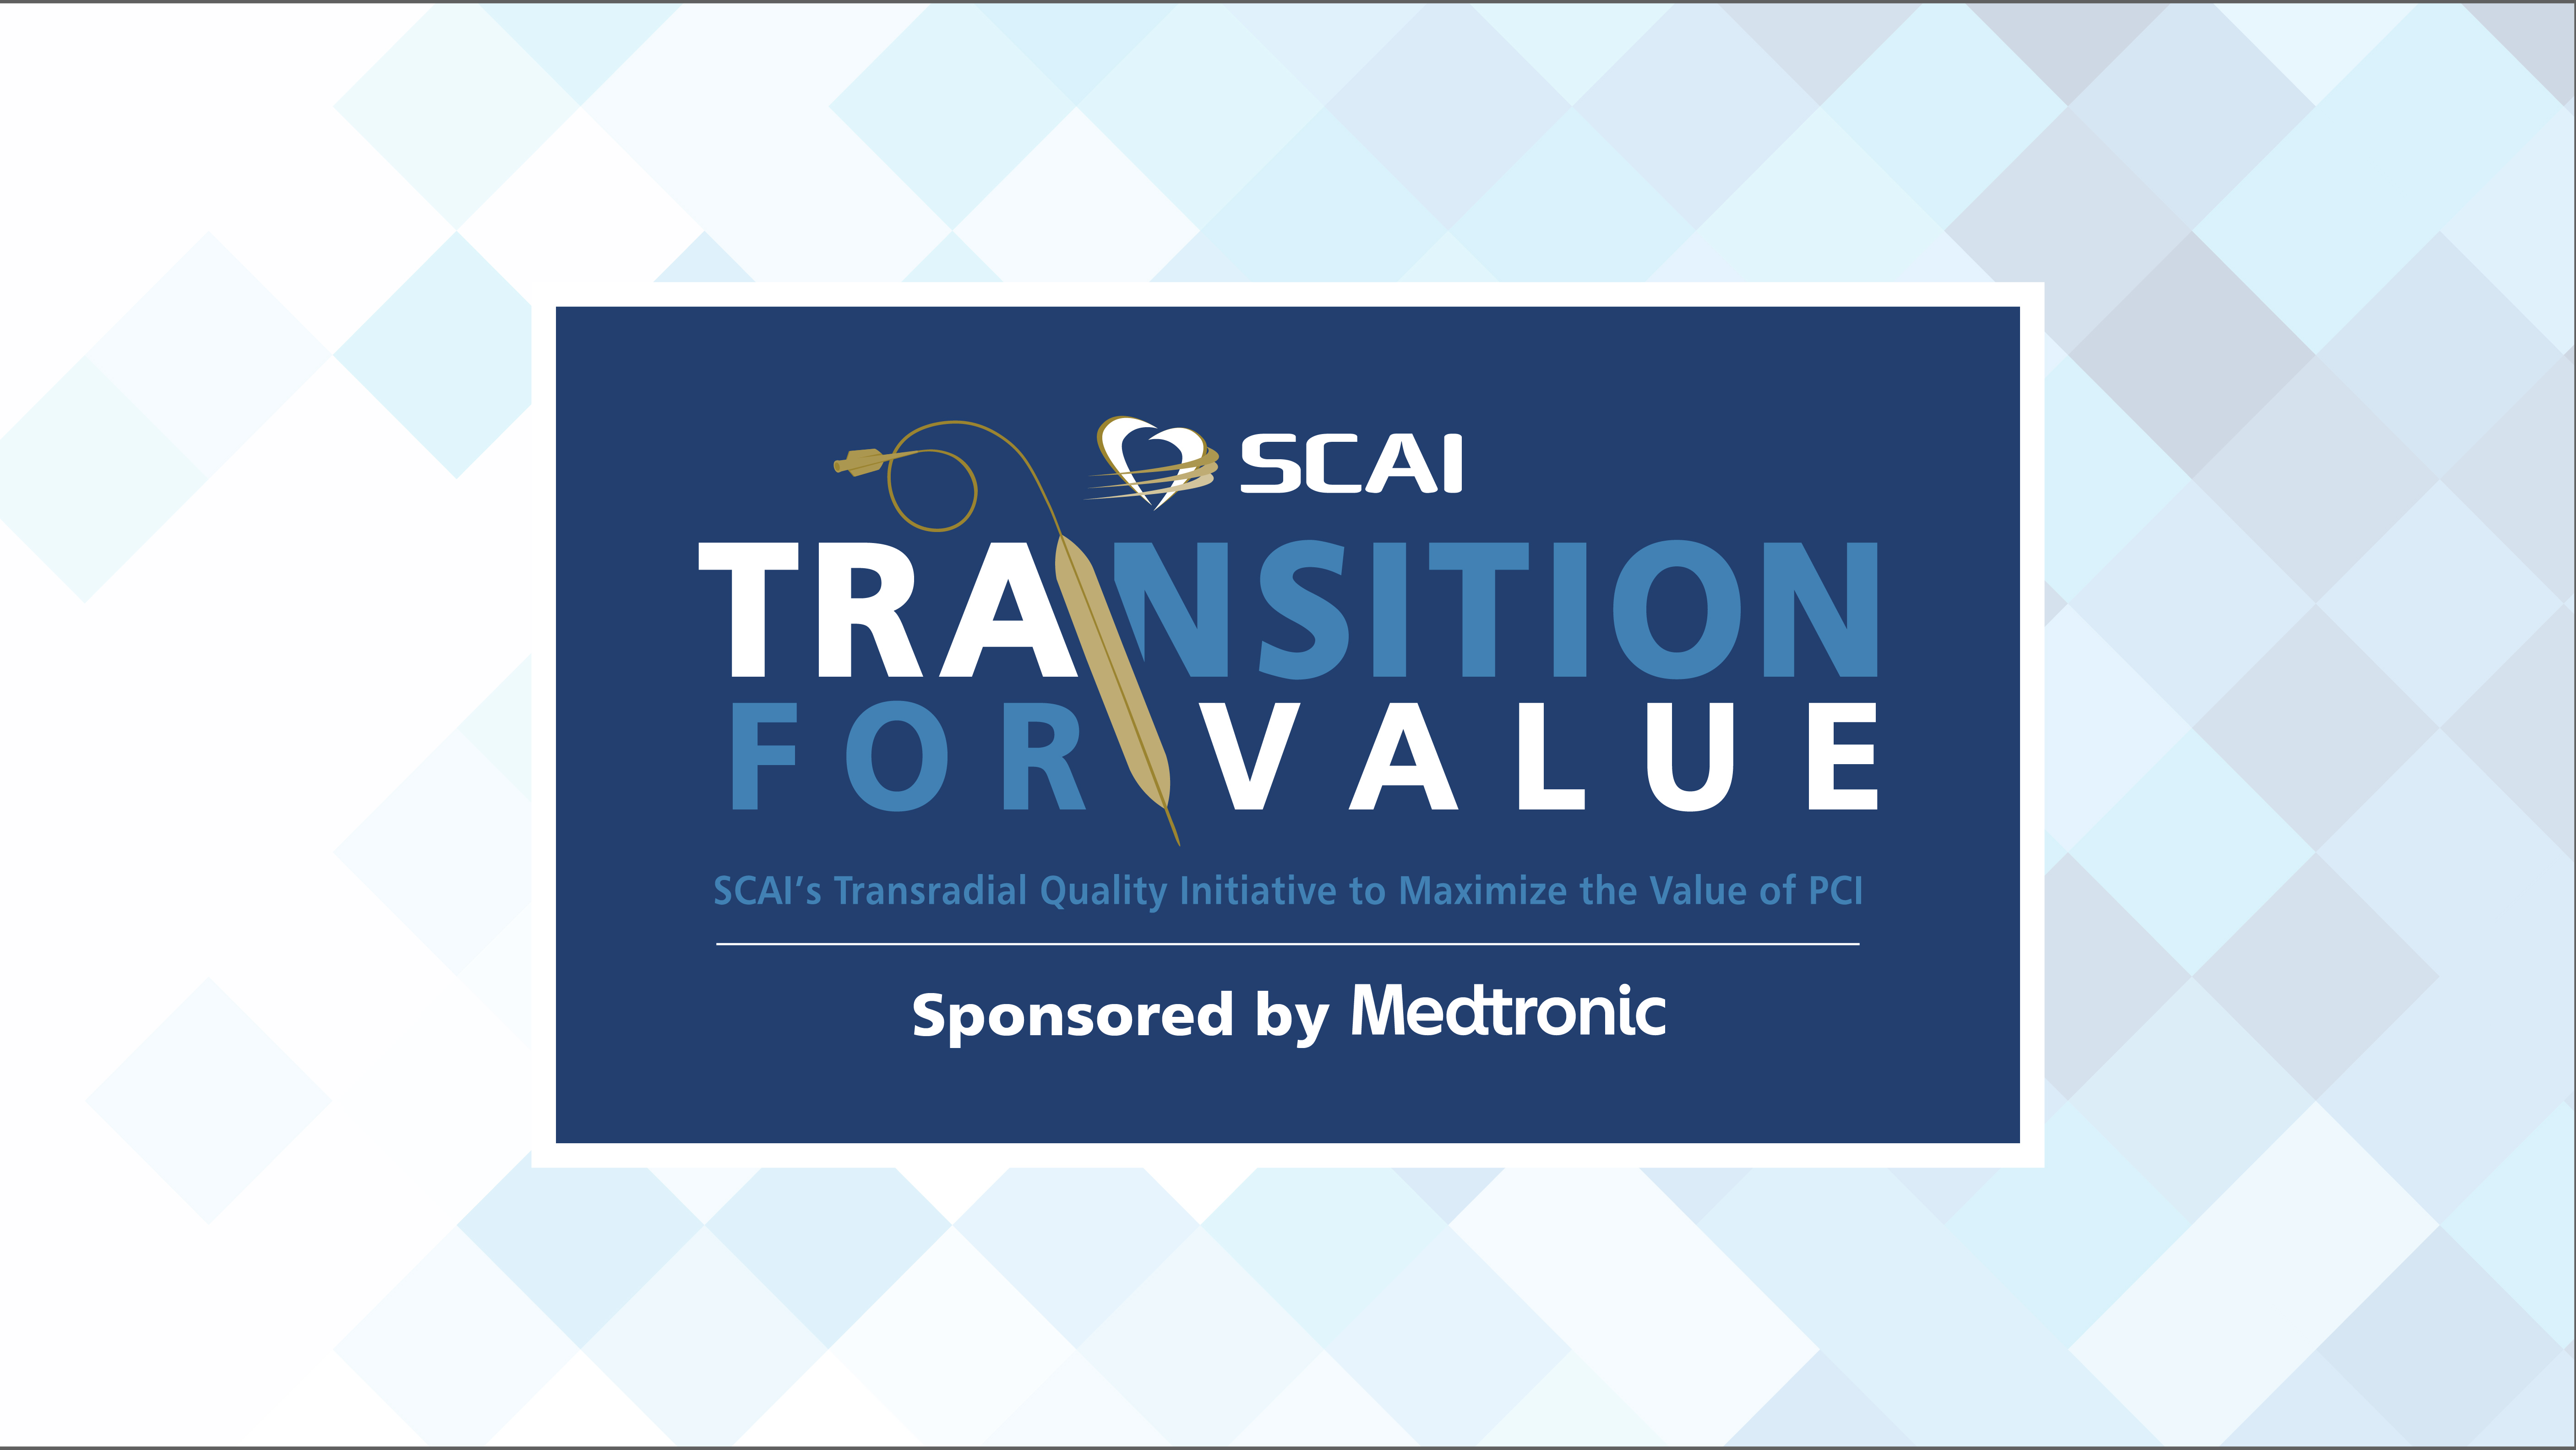 SCAI
TRANSITION
FOR VALUE
SCAI's Transradial Quality Initiative to Maximize the Value of PCI
Sponsored by Medtronic